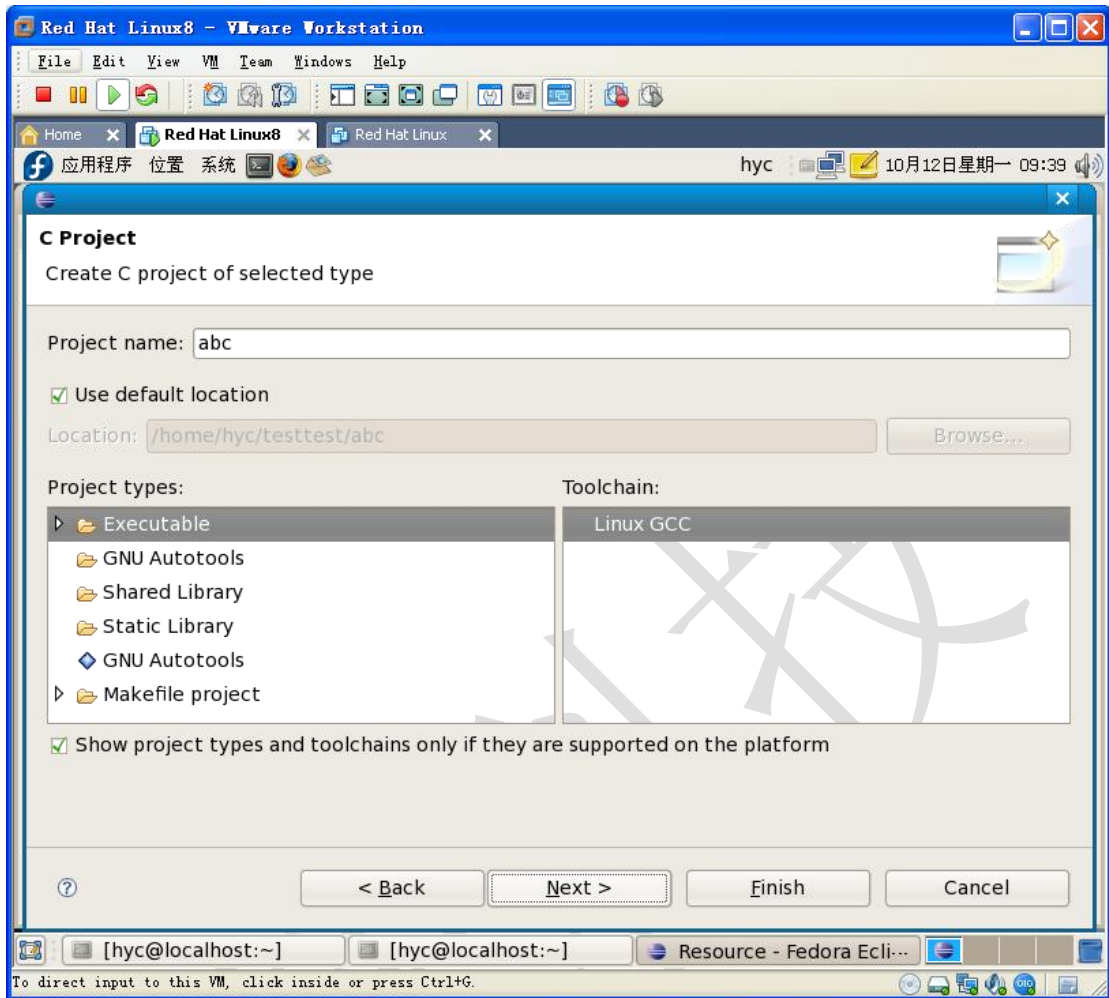 Red Hat Linux8 - VMware Workstation
File Edit View VM Team Windows Help
Home Red Hat Linux8 Red Hat Linux
应用程序 位置 系统 hyc 10月12日星期一 09:39
C Project
Create C project of selected type
Project name: abc
Use default location
Location: /home/hyc/testtest/abc Browse...
Project types: Toolchain:
Executable Linux GCC
GNU Autotools
Shared Library
Static Library
GNU Autotools
Makefile project
Show project types and toolchains only if they are supported on the platform
< Back Next > Finish Cancel
[hyc@localhost:~] [hyc@localhost:~] Resource - Fedora Ecli...
To direct input to this VM, click inside or press Ctrl+G.